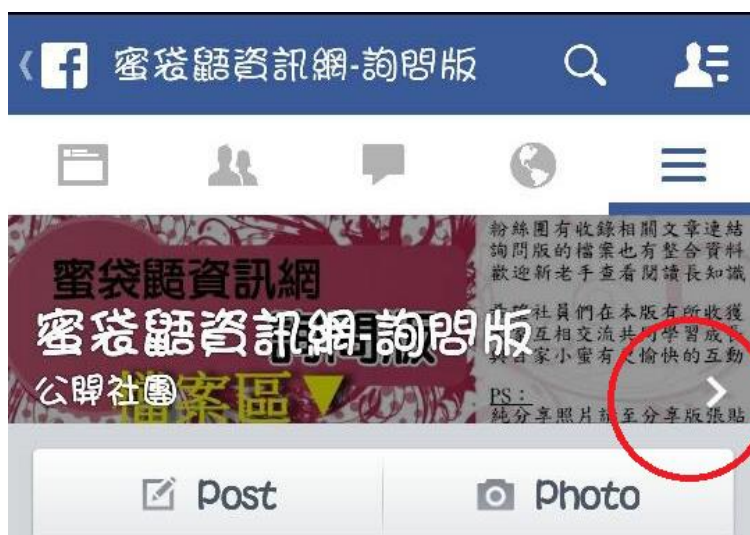 蜜袋鼯資訊網-詢問版
粉絲團有收錄相關文章連結
詢問版的檔案也有整合資料
歡迎新老手查看閱讀長知識
蜜袋鼯資訊網
蜜袋鼯資訊網-詢問版
社員們在本版有所收獲
互相交流共同學習成長
家小蜜有更愉快的互動
公開社團
檔案區▼
PS：
純分享照片請至分享版張貼
Post
Photo